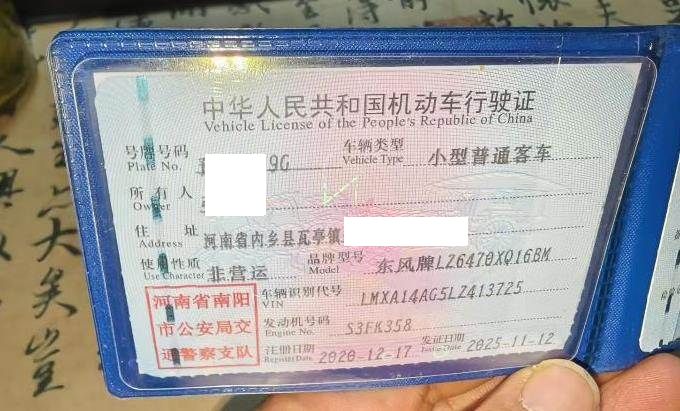 中华人民共和国机动车行驶证
Vehicle License of the People's Republic of China
号牌号码
Plate No.
9G
车辆类型
Vehicle Type
小型普通客车
所有人
Owner
住址
Address
河南省内乡县瓦亭镇
使用性质
Use Character
非营运
品牌型号
Model
东风牌LZ6470XQ16BM
河南省南阳
市公安局交
通警察支队
车辆识别代号
VIN
LMXA14AG5LZ413725
发动机号码
Engine No.
S3FK358
注册日期
Register Date
2020-12-17
发证日期
Issue Date
2025-11-12